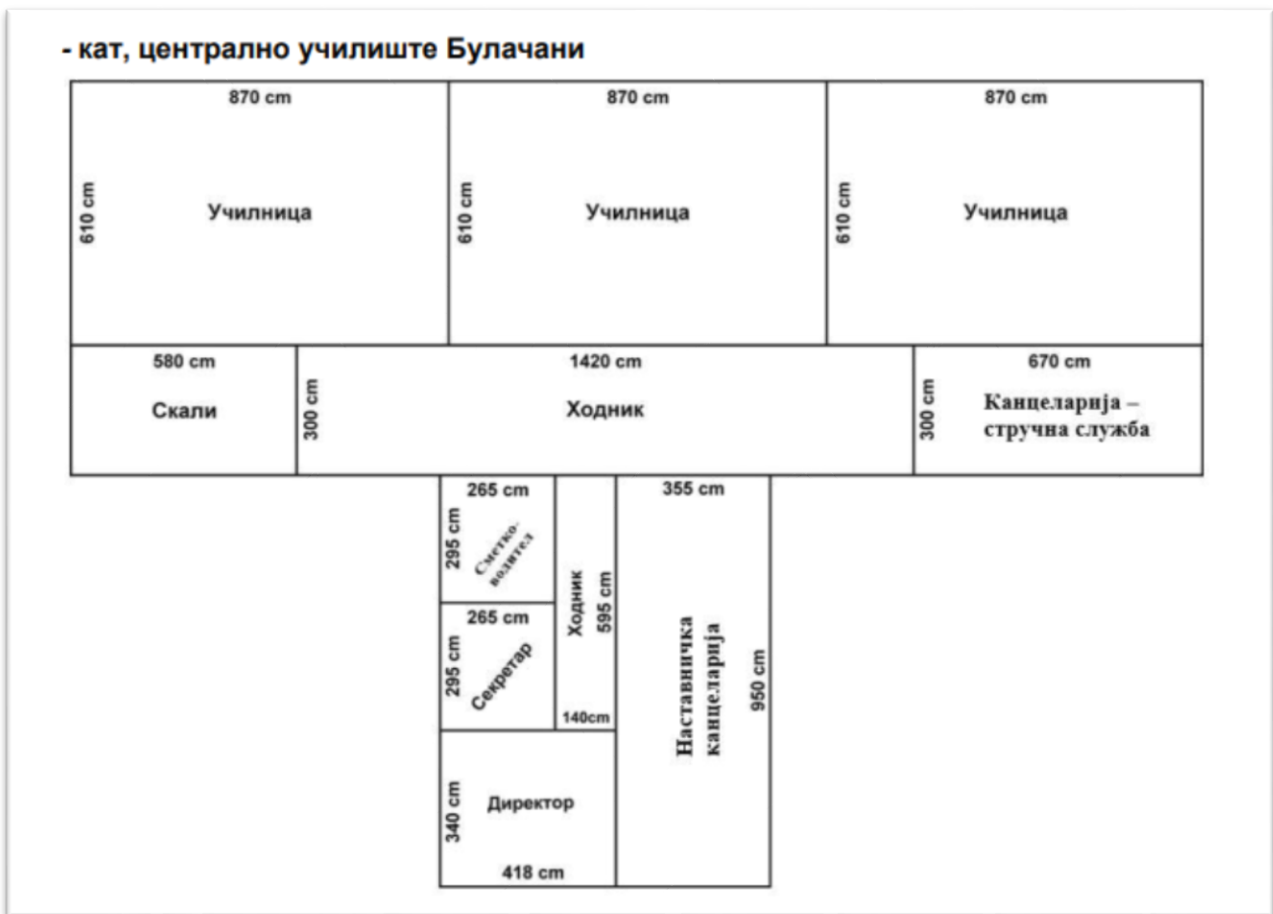 - кат, централно училиште Булачани
870 cm
870 cm
870 cm
610 cm
Училница
610 cm
Училница
610 cm
Училница
580 cm
1420 cm
670 cm
Скали
300 cm
Ходник
300 cm
Канцеларија –
стручна служба
265 cm
355 cm
295 cm
Сметко-
водител
Ходник
595 cm
265 cm
295 cm
Секретар
140cm
Наставничка
канцеларија
950 cm
340 cm
Директор
418 cm